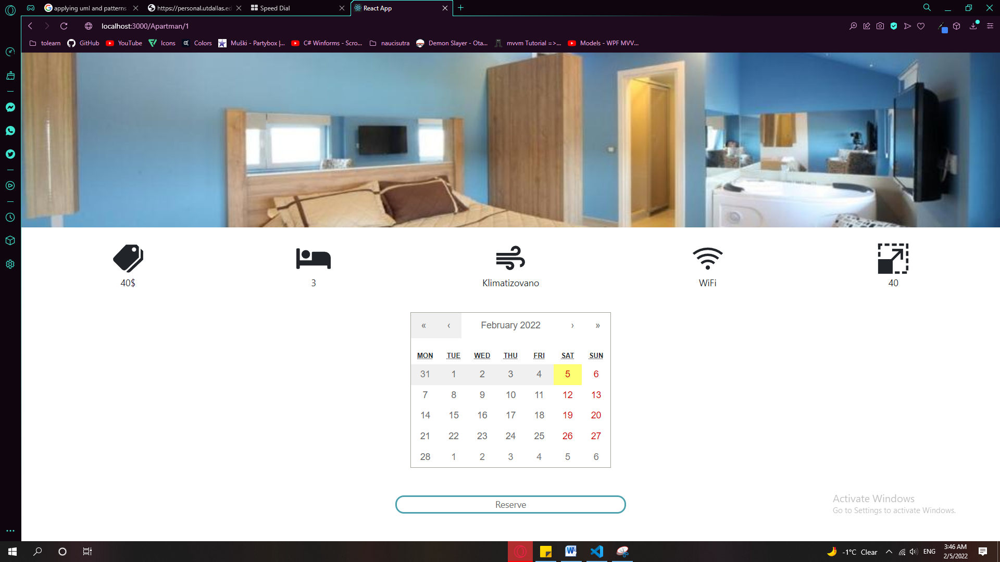 applying uml and patterns
https://personal.utdallas.ed
Speed Dial
React App
localhost:3000/Apartman/1
tolearn
GitHub
YouTube
Icons
Colors
Muški - Partybox |...
C# Winforms - Scro...
naucisutra
Demon Slayer - Ota...
mvvm Tutorial =>...
Models - WPF MVV...
40$
3
Klimatizovano
WiFi
40
« ‹ February 2022 › »
MON TUE WED THU FRI SAT SUN
31 1 2 3 4 5 6
7 8 9 10 11 12 13
14 15 16 17 18 19 20
21 22 23 24 25 26 27
28 1 2 3 4 5 6
Reserve
Activate Windows
Go to Settings to activate Windows.
-1°C Clear
ENG
3:46 AM
2/5/2022